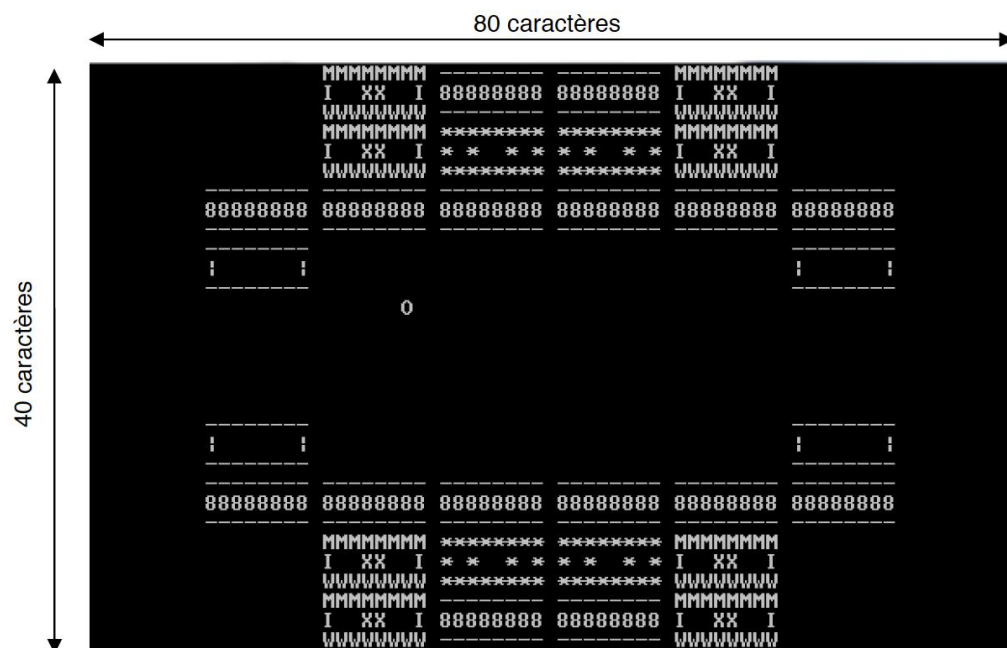 80 caractères
40 caractères
MMMMMMMM -------- -------- MMMMMMMM
I  XX  I 88888888 88888888 I  XX  I
WWWWWWWW -------- -------- WWWWWWWW
MMMMMMMM ******** ******** MMMMMMMM
I  XX  I * *  * * * *  * * I  XX  I
WWWWWWWW ******** ******** WWWWWWWW
-------- -------- -------- -------- -------- --------
88888888 88888888 88888888 88888888 88888888 88888888
-------- -------- -------- -------- -------- --------
-------- --------
¦      ¦ ¦      ¦
-------- --------
O
-------- --------
¦      ¦ ¦      ¦
-------- --------
-------- -------- -------- -------- -------- --------
88888888 88888888 88888888 88888888 88888888 88888888
-------- -------- -------- -------- -------- --------
MMMMMMMM ******** ******** MMMMMMMM
I  XX  I * *  * * * *  * * I  XX  I
WWWWWWWW ******** ******** WWWWWWWW
MMMMMMMM -------- -------- MMMMMMMM
I  XX  I 88888888 88888888 I  XX  I
WWWWWWWW -------- -------- WWWWWWWW